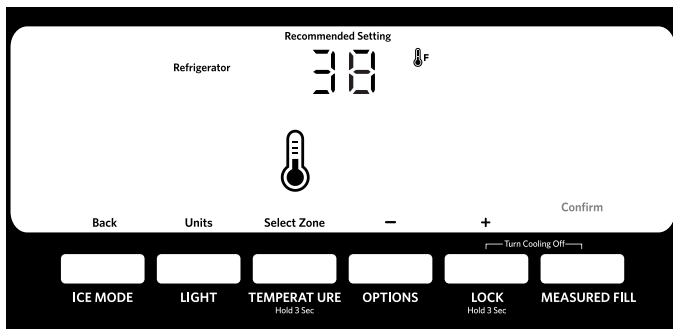 Recommended Setting
Refrigerator 38 F
Confirm
Back Units Select Zone − +
Turn Cooling Off
ICE MODE LIGHT TEMPERAT URE OPTIONS LOCK MEASURED FILL
Hold 3 Sec Hold 3 Sec